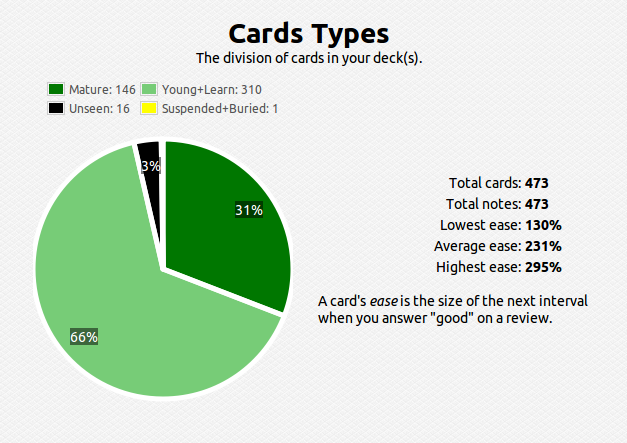 Cards Types
The division of cards in your deck(s).
Mature: 146 Young+Learn: 310
Unseen: 16 Suspended+Buried: 1
3%
31%
66%
Total cards: 473
Total notes: 473
Lowest ease: 130%
Average ease: 231%
Highest ease: 295%
A card's ease is the size of the next interval
when you answer "good" on a review.